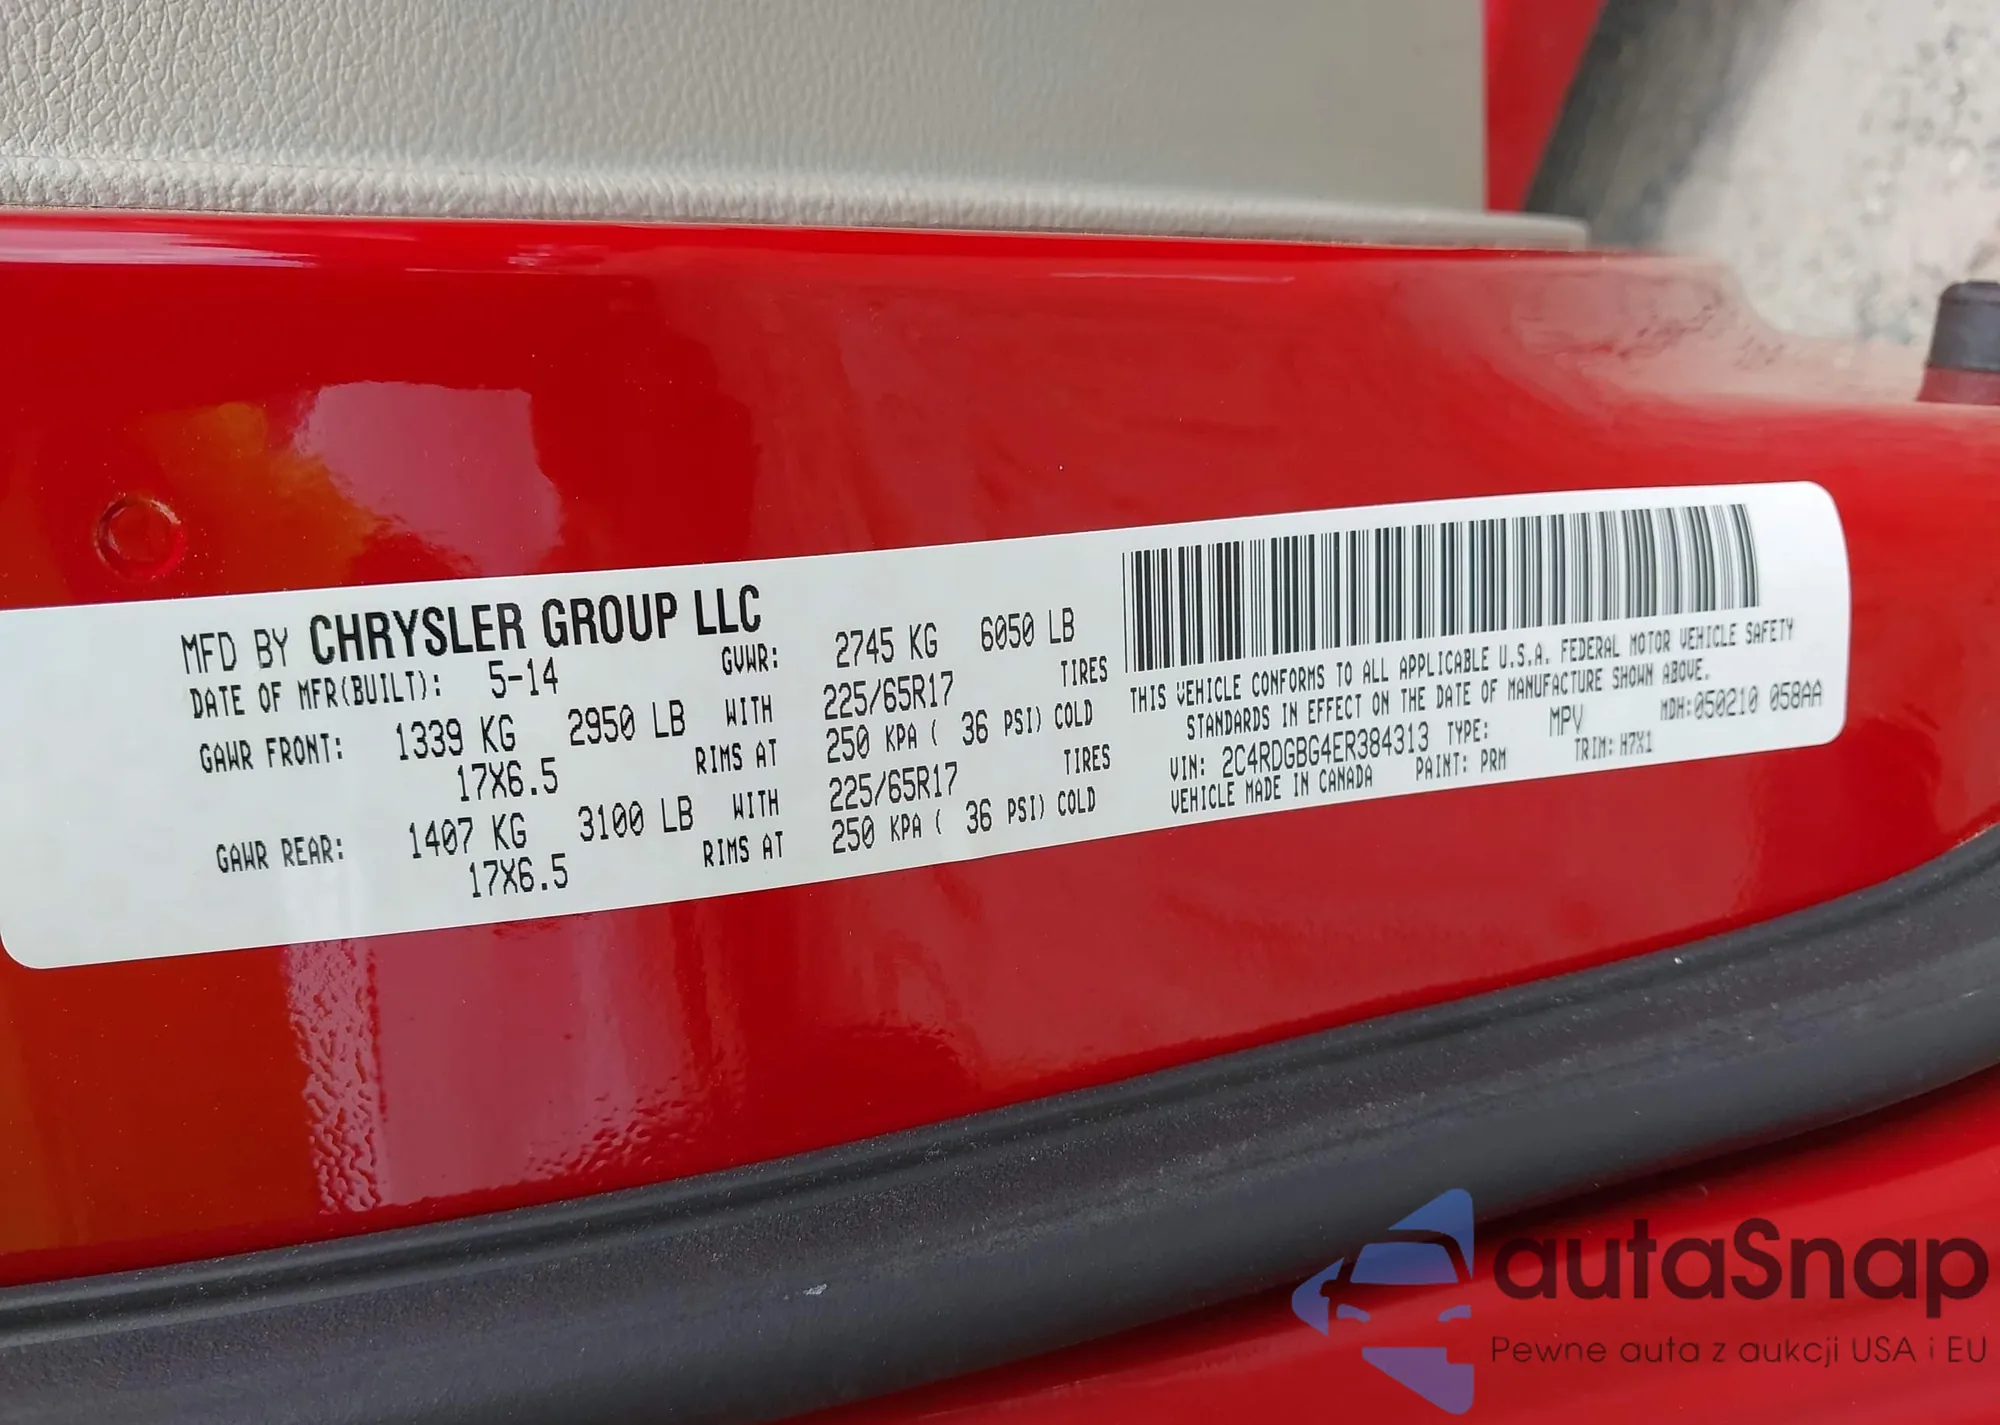 MFD BY CHRYSLER GROUP LLC
DATE OF MFR(BUILT): 5-14 GVWR: 2745 KG 6050 LB
GAWR FRONT: 1339 KG 2950 LB WITH 225/65R17 TIRES
17X6.5 RIMS AT 250 KPA ( 36 PSI) COLD
GAWR REAR: 1407 KG 3100 LB WITH 225/65R17 TIRES
17X6.5 RIMS AT 250 KPA ( 36 PSI) COLD
THIS VEHICLE CONFORMS TO ALL APPLICABLE U.S.A. FEDERAL MOTOR VEHICLE SAFETY
STANDARDS IN EFFECT ON THE DATE OF MANUFACTURE SHOWN ABOVE.
MDH:050210 058AA
VIN: 2C4RDGBG4ER384313 TYPE: MPV
VEHICLE MADE IN CANADA PAINT: PRM TRIM: H7X1
autaSnap
Pewne auta z aukcji USA i EU